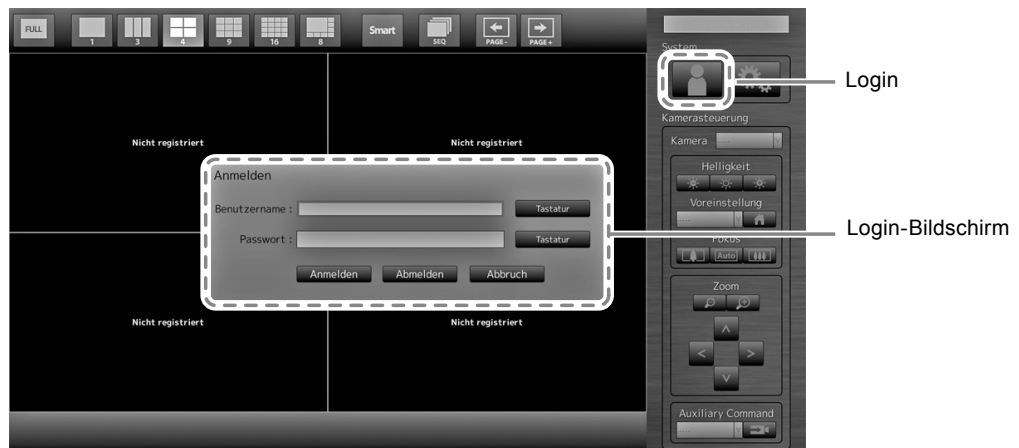 FULL
1
3
4
9
16
8
Smart
SEQ
PAGE-
PAGE+
System
Login
Kamerasteuerung
Kamera
Nicht registriert
Nicht registriert
Helligkeit
Anmelden
Benutzername :
Tastatur
Voreinstellung
Login-Bildschirm
Passwort :
Tastatur
Fokus
Auto
Anmelden
Abmelden
Abbruch
Zoom
Nicht registriert
Nicht registriert
Auxiliary Command